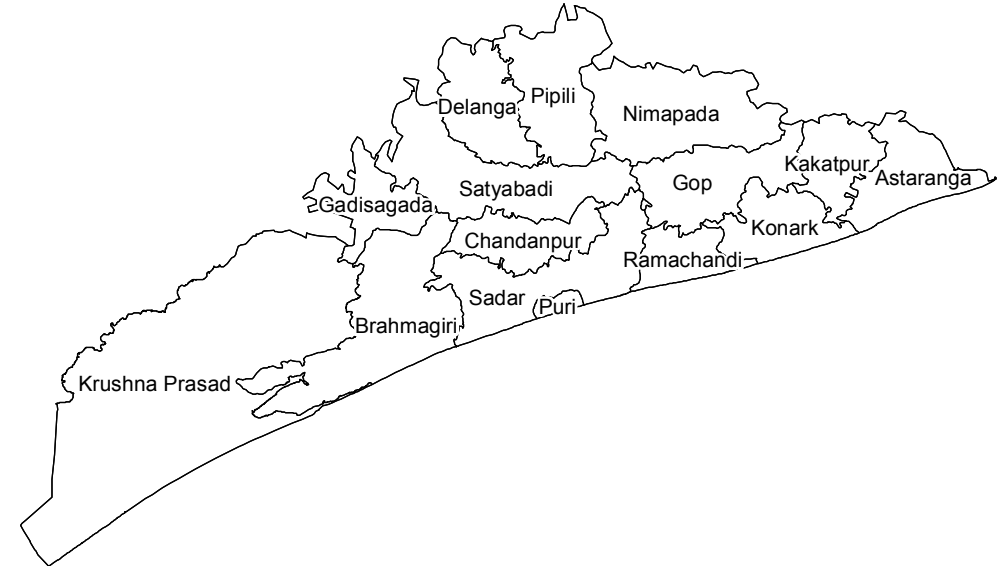 Pipili
Delanga
Nimapada
Kakatpur
Astaranga
Gop
Satyabadi
Gadisagada
Konark
Chandanpur
Ramachandi
Sadar
Puri
Brahmagiri
Krushna Prasad